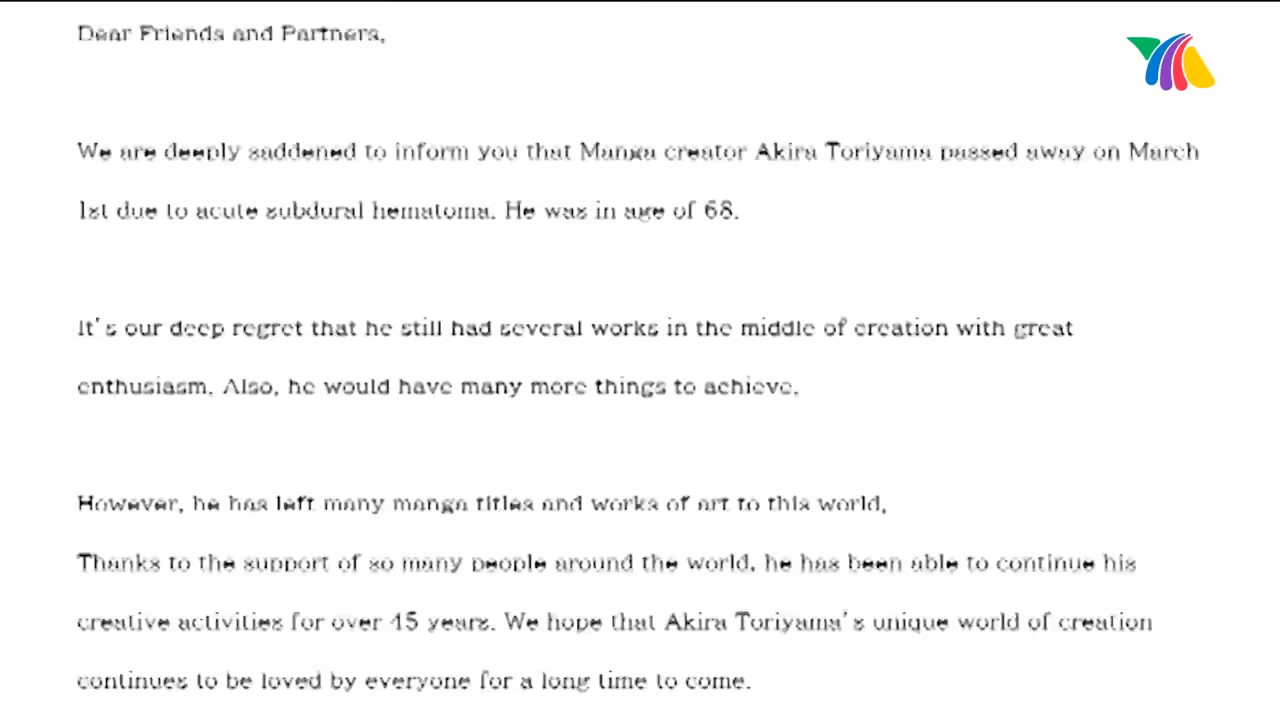 Dear Friends and Partners,
We are deeply saddened to inform you that Manga creator Akira Toriyama passed away on March
1st due to acute subdural hematoma. He was in age of 68.
It's our deep regret that he still had several works in the middle of creation with great
enthusiasm. Also, he would have many more things to achieve.
However, he has left many manga titles and works of art to this world,
Thanks to the support of so many people around the world, he has been able to continue his
creative activities for over 45 years. We hope that Akira Toriyama's unique world of creation
continues to be loved by everyone for a long time to come.